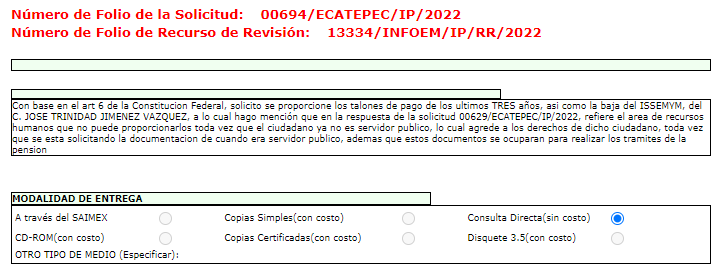 Número de Folio de la Solicitud: 00694/ECATEPEC/IP/2022
Número de Folio de Recurso de Revisión: 13334/INFOEM/IP/RR/2022
Con base en el art 6 de la Constitucion Federal, solicito se proporcione los talones de pago de los ultimos TRES años, asi como la baja del ISSEMYM, del
C. JOSE TRINIDAD JIMENEZ VAZQUEZ, a lo cual hago mención que en la respuesta de la solicitud 00629/ECATEPEC/IP/2022, refiere el area de recursos
humanos que no puede proporcionarlos toda vez que el ciudadano ya no es servidor publico, lo cual agrede a los derechos de dicho ciudadano, toda vez
que se esta solicitando la documentacion de cuando era servidor publico, ademas que estos documentos se ocuparan para realizar los tramites de la
pension
MODALIDAD DE ENTREGA
A través del SAIMEX Copias Simples(con costo) Consulta Directa(sin costo)
CD-ROM(con costo) Copias Certificadas(con costo) Disquete 3.5(con costo)
OTRO TIPO DE MEDIO (Especificar):